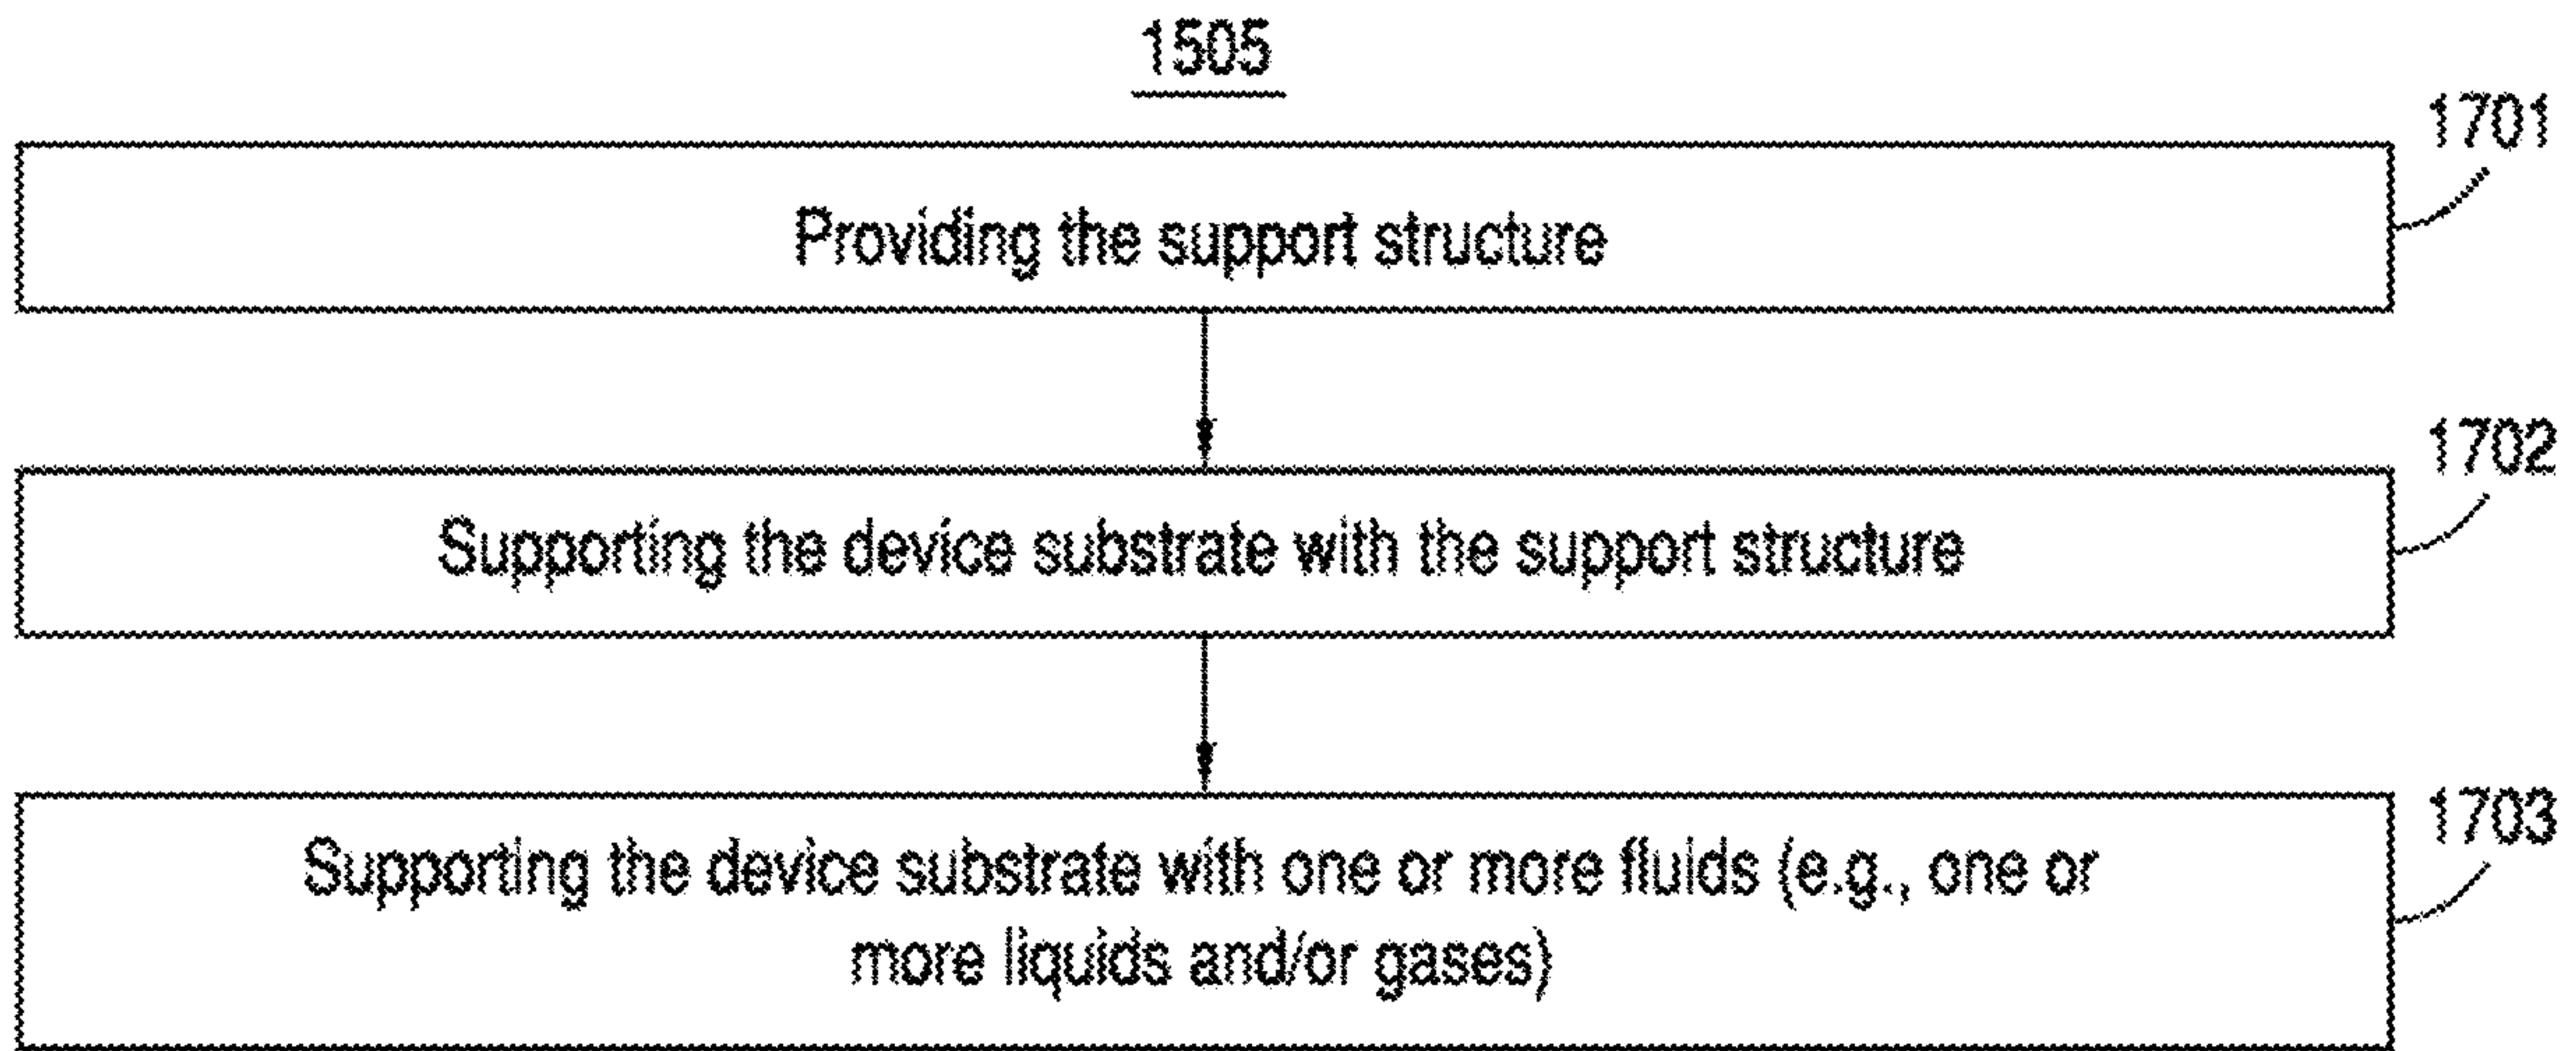 1505
1701
Providing the support structure
1702
Supporting the device substrate with the support structure
1703
Supporting the device substrate with one or more fluids (e.g., one or
more liquids and/or gases)